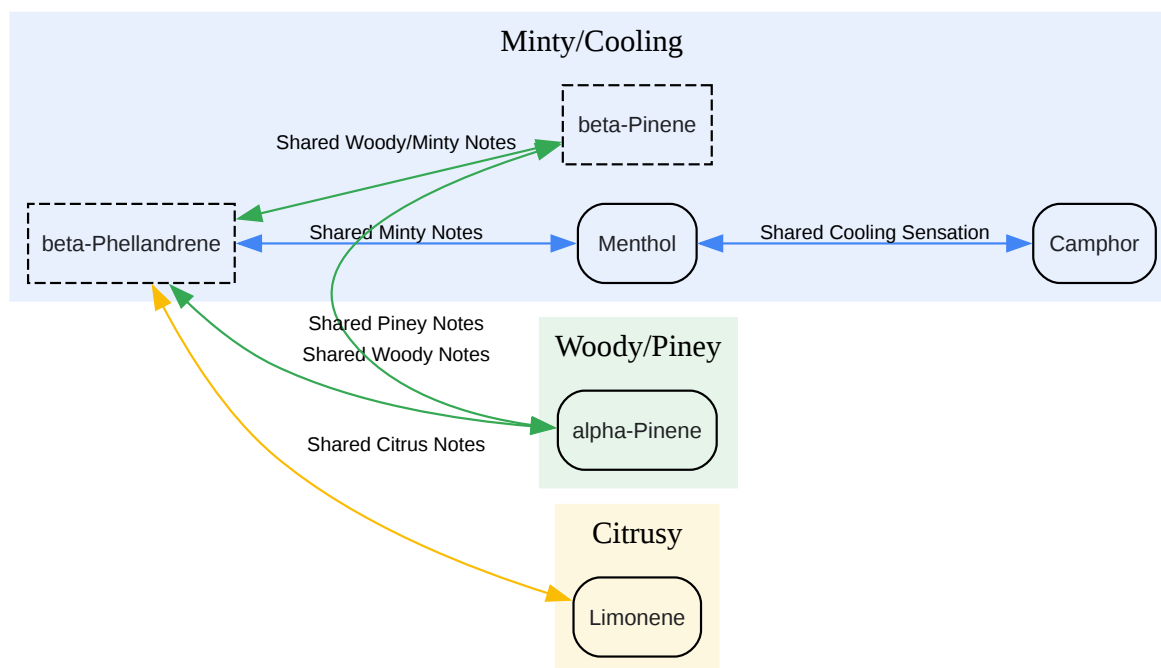 Minty/Cooling
beta-Pinene
Shared Woody/Minty Notes
beta-Phellandrene
Shared Minty Notes
Menthol
Shared Cooling Sensation
Camphor
Shared Piney Notes
Shared Woody Notes
Woody/Piney
alpha-Pinene
Shared Citrus Notes
Citrusy
Limonene